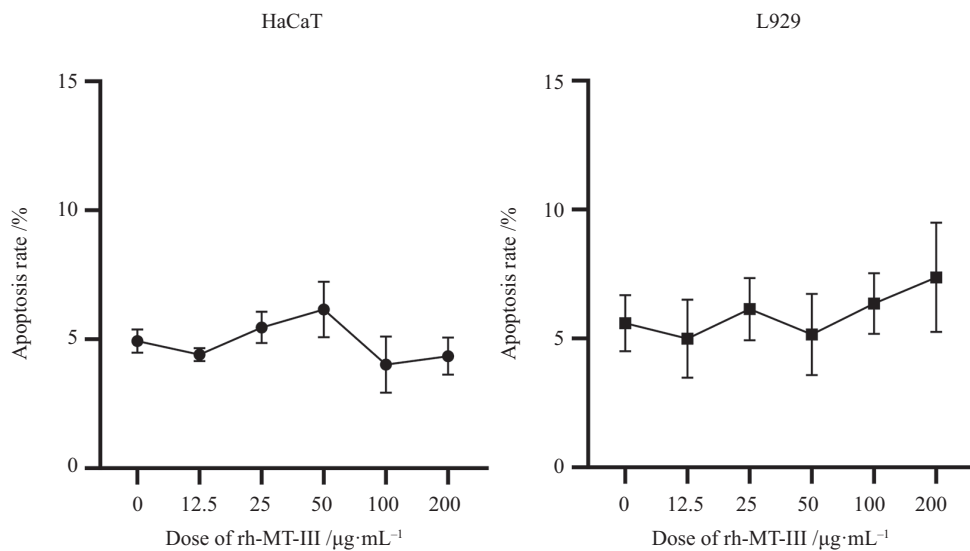 HaCaT
15
10
5
0
Apoptosis rate /%
0 12.5 25 50 100 200
Dose of rh-MT-III /μg·mL⁻¹
L929
15
10
5
0
Apoptosis rate /%
0 12.5 25 50 100 200
Dose of rh-MT-III /μg·mL⁻¹